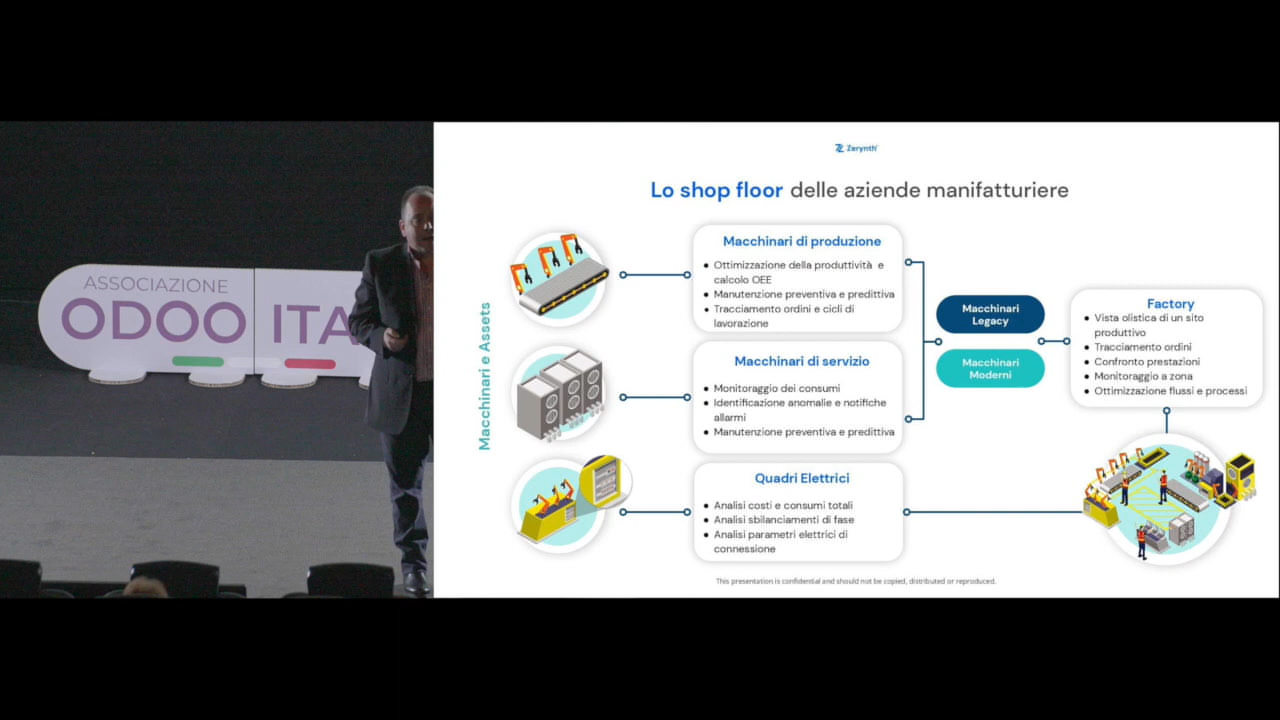 ASSOCIAZIONE
ODOO ITA
Zerynth
Lo shop floor delle aziende manifatturiere
Macchinari e Assets
Macchinari di produzione
● Ottimizzazione della produttività e
calcolo OEE
● Manutenzione preventiva e predittiva
● Tracciamento ordini e cicli di
lavorazione
Macchinari di servizio
● Monitoraggio dei consumi
● Identificazione anomalie e notifiche
allarmi
● Manutenzione preventiva e predittiva
Quadri Elettrici
● Analisi costi e consumi totali
● Analisi sbilanciamenti di fase
● Analisi parametri elettrici di
connessione
Macchinari
Legacy
Macchinari
Moderni
Factory
● Vista olistica di un sito
produttivo
● Tracciamento ordini
● Confronto prestazioni
● Monitoraggio a zona
● Ottimizzazione flussi e processi
This presentation is confidential and should not be copied, distributed or reproduced.